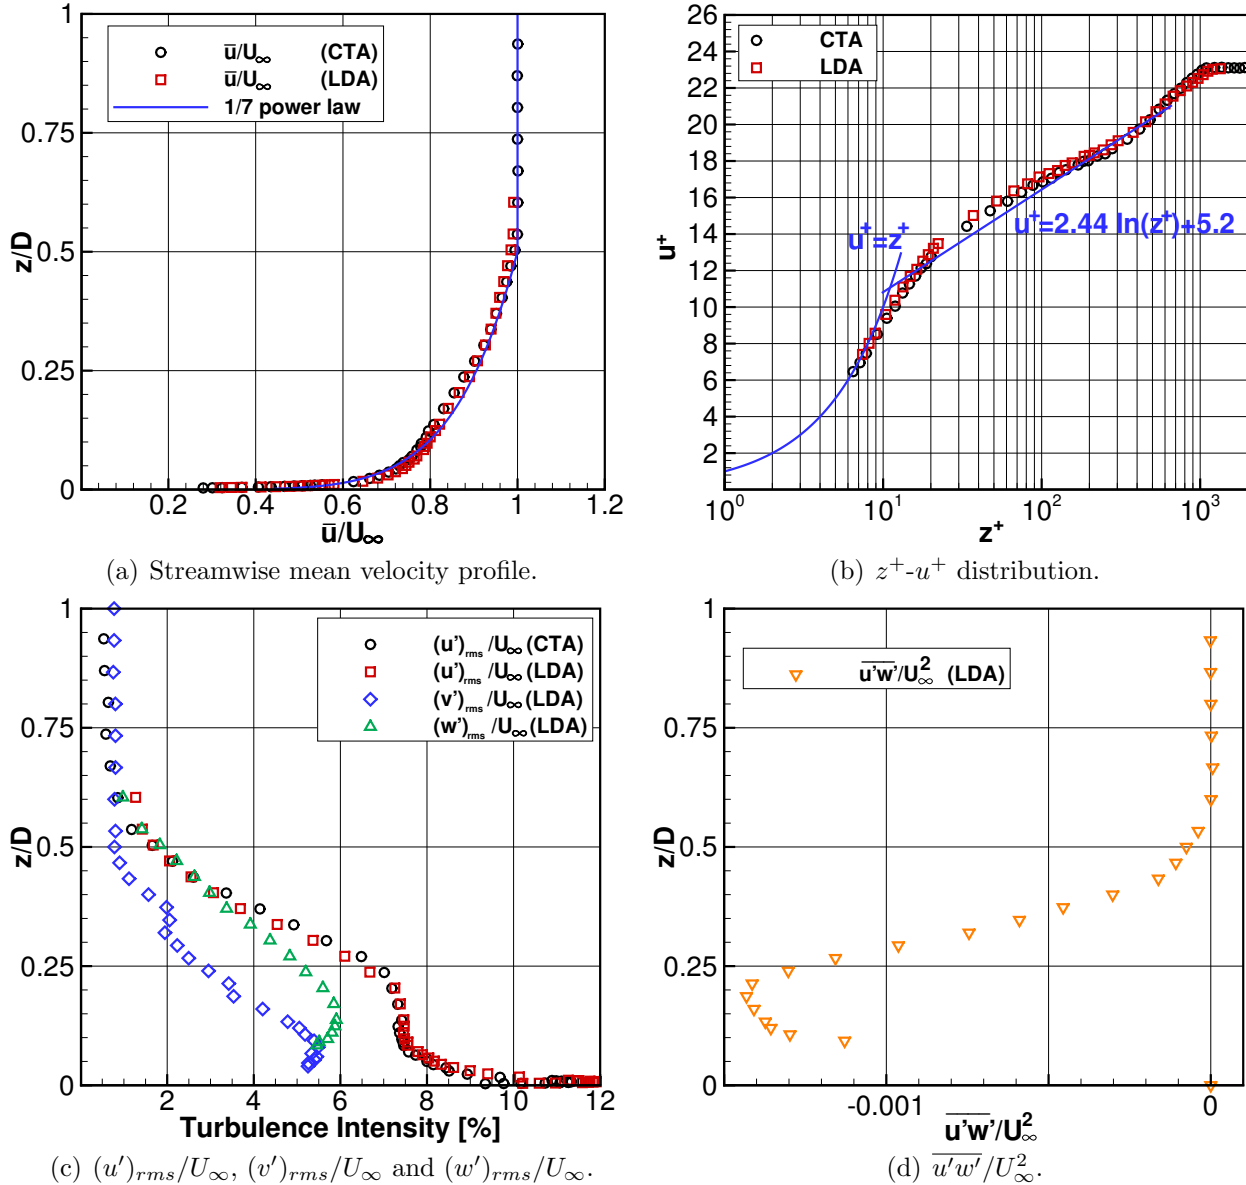 1
0.75
0.5
0.25
0
z/D
u̅/U∞ (CTA)
u̅/U∞ (LDA)
1/7 power law
0 0.2 0.4 0.6 0.8 1 1.2
u̅/U∞
(a) Streamwise mean velocity profile.
26
24
22
20
18
16
14
12
10
8
6
4
2
u⁺
CTA
LDA
u⁺=z⁺
u⁺=2.44 ln(z⁺)+5.2
10⁰ 10¹ 10² 10³
z⁺
(b) z⁺-u⁺ distribution.
1
0.75
0.5
0.25
0
z/D
(u')rms /U∞ (CTA)
(u')rms /U∞ (LDA)
(v')rms /U∞ (LDA)
(w')rms /U∞ (LDA)
2 4 6 8 10 12
Turbulence Intensity [%]
(c) (u′)rms/U∞, (v′)rms/U∞ and (w′)rms/U∞.
1
0.75
0.5
0.25
0
z/D
u'w'/U∞² (LDA)
-0.001 0
u'w'/U∞²
(d) u′w′/U∞².